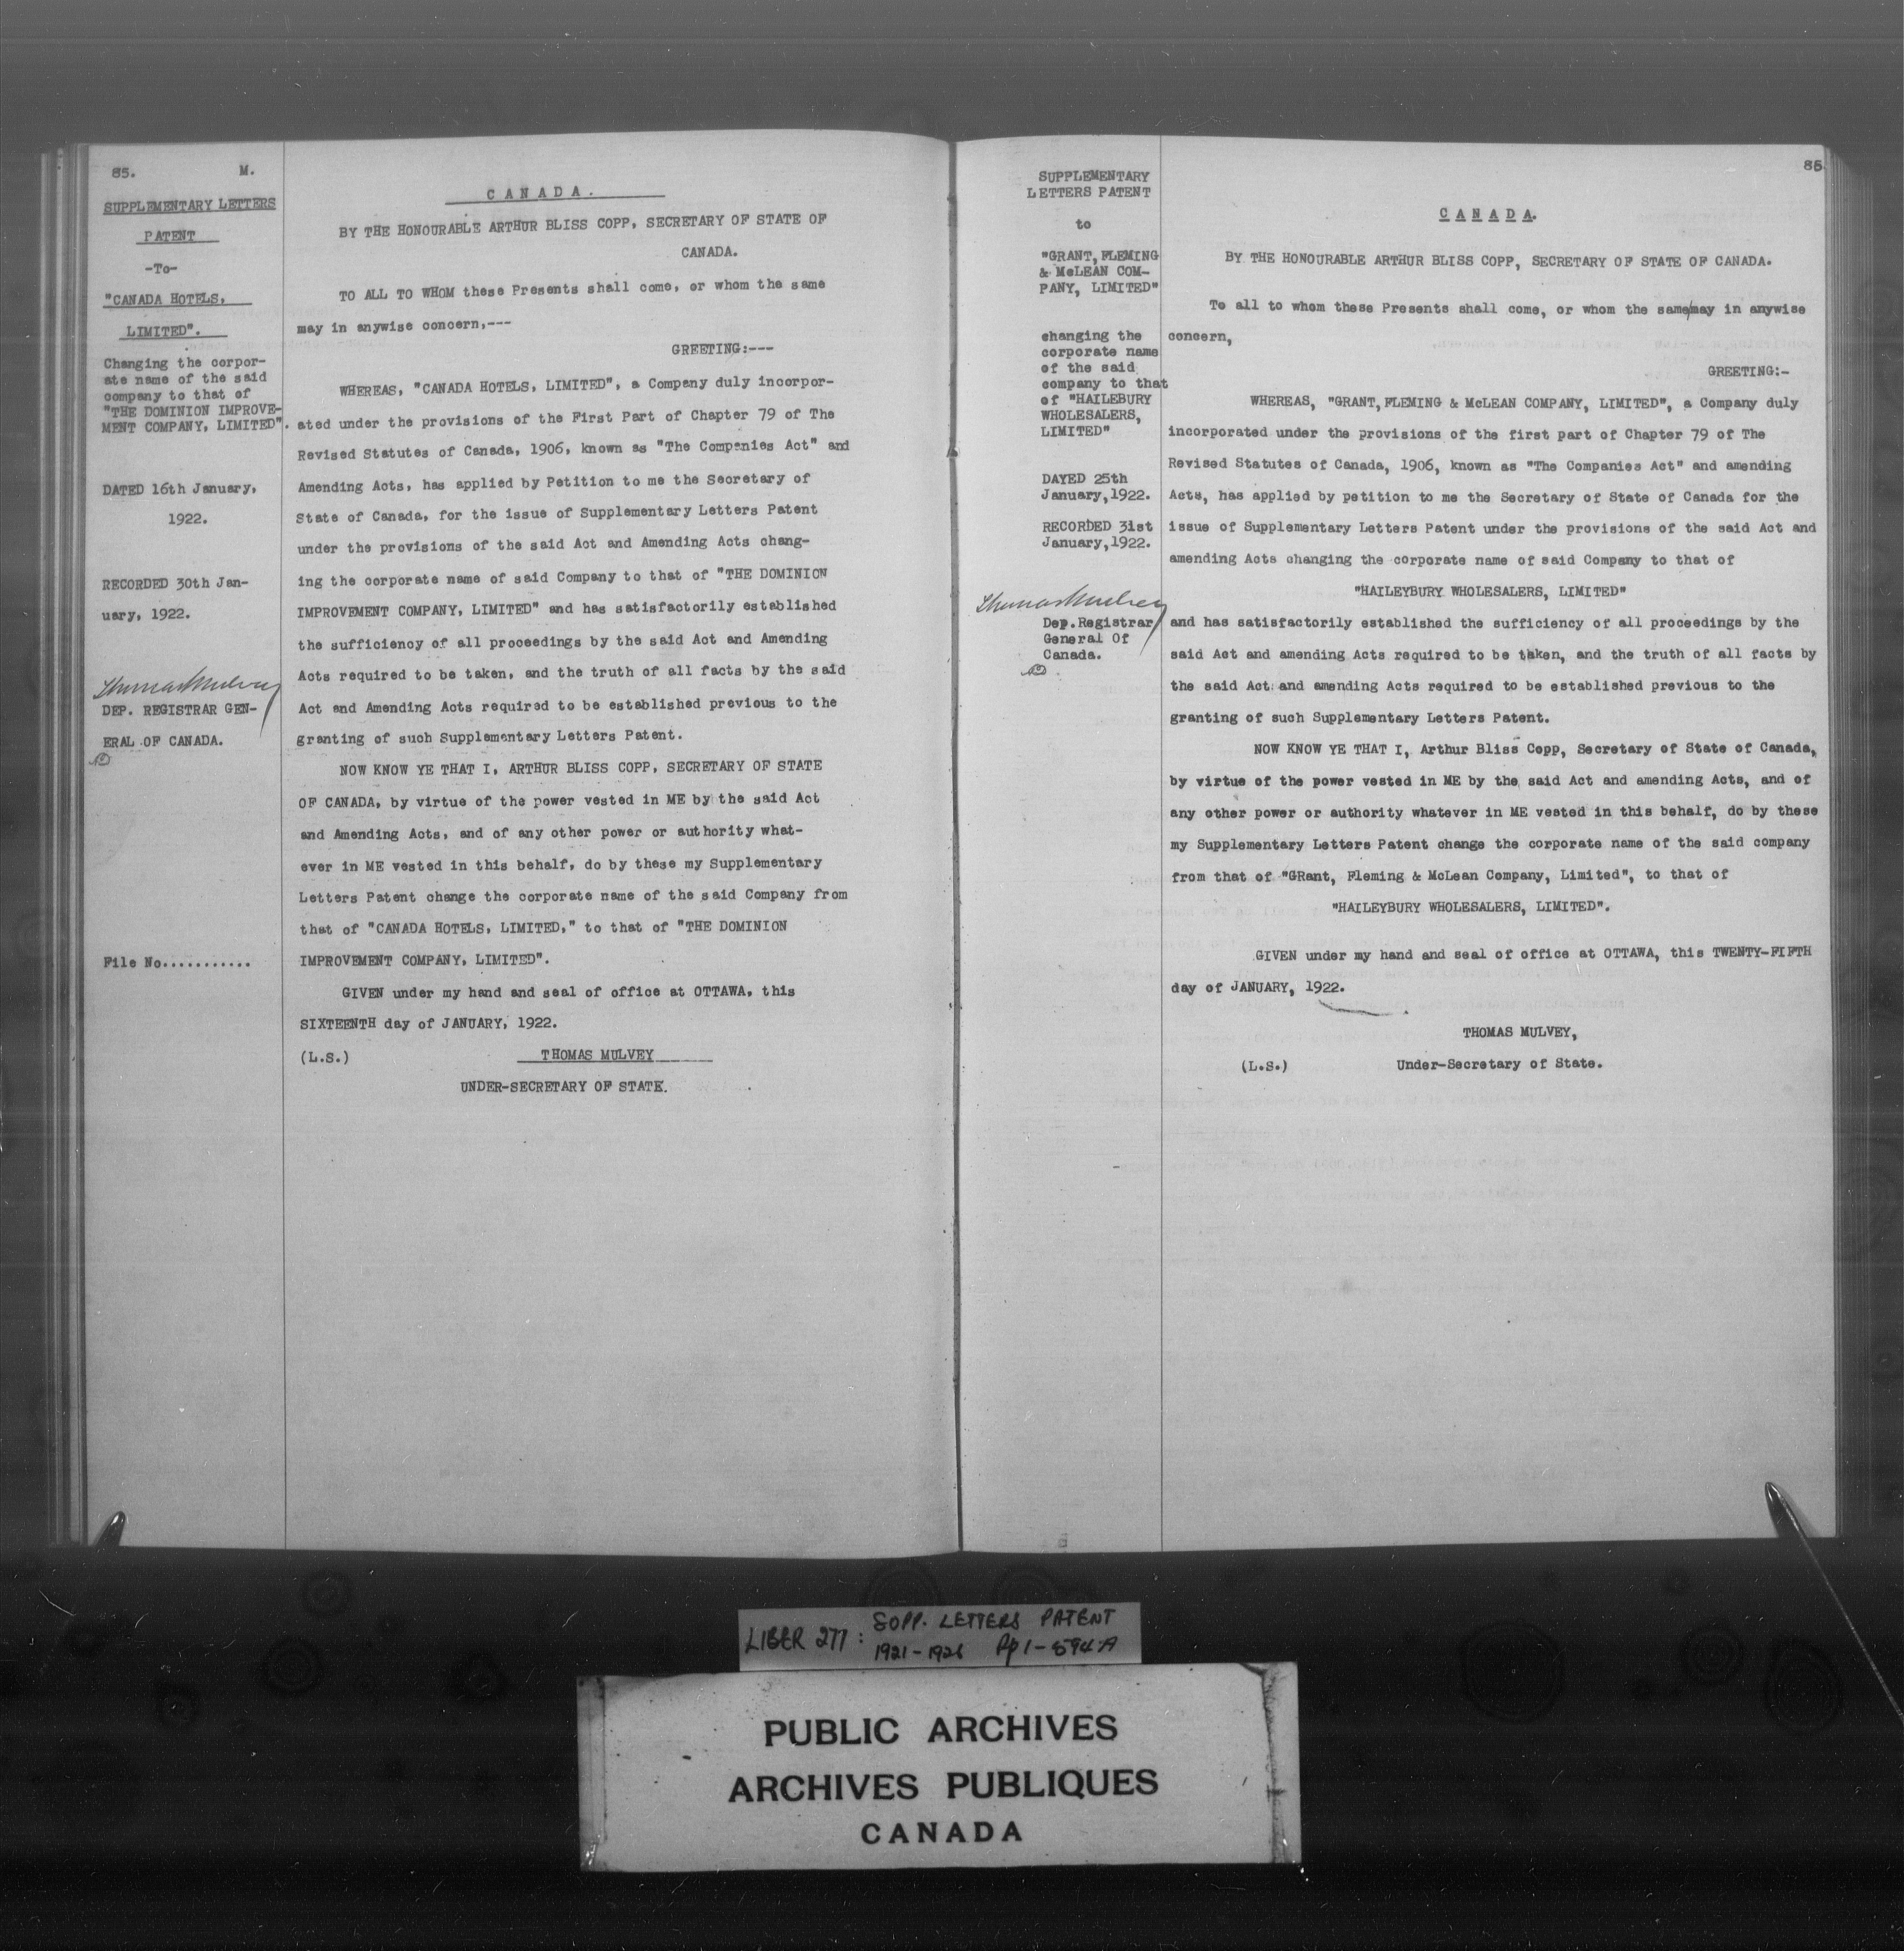 85. M.
SUPPLEMENTARY LETTERS
PATENT
-To-
"CANADA HOTELS,
LIMITED".
Changing the corpor-
ate name of the said
company to that of
"THE DOMINION IMPROVE-
MENT COMPANY, LIMITED".
DATED 16th January,
1922.
RECORDED 30th Jan-
uary, 1922.
Thomas Mulvey
DEP. REGISTRAR GEN-
ERAL OF CANADA.
File No...........
CANADA.
BY THE HONOURABLE ARTHUR BLISS COPP, SECRETARY OF STATE OF
CANADA.
TO ALL TO WHOM these Presents shall come, or whom the same
may in anywise concern,---
GREETING:---
WHEREAS, "CANADA HOTELS, LIMITED", a Company duly incorpor-
ated under the provisions of the First Part of Chapter 79 of The
Revised Statutes of Canada, 1906, known as "The Companies Act" and
Amending Acts, has applied by Petition to me the Secretary of
State of Canada, for the issue of Supplementary Letters Patent
under the provisions of the said Act and Amending Acts chang-
ing the corporate name of said Company to that of "THE DOMINION
IMPROVEMENT COMPANY, LIMITED" and has satisfactorily established
the sufficiency of all proceedings by the said Act and Amending
Acts required to be taken, and the truth of all facts by the said
Act and Amending Acts required to be established previous to the
granting of such Supplementary Letters Patent.
NOW KNOW YE THAT I, ARTHUR BLISS COPP, SECRETARY OF STATE
OF CANADA, by virtue of the power vested in ME by the said Act
and Amending Acts, and of any other power or authority what-
ever in ME vested in this behalf, do by these my Supplementary
Letters Patent change the corporate name of the said Company from
that of "CANADA HOTELS, LIMITED," to that of "THE DOMINION
IMPROVEMENT COMPANY, LIMITED".
GIVEN under my hand and seal of office at OTTAWA, this
SIXTEENTH day of JANUARY, 1922.
(L.S.) THOMAS MULVEY
UNDER-SECRETARY OF STATE.
SUPPLEMENTARY
LETTERS PATENT
to
"GRANT, FLEMING
& McLEAN COM-
PANY, LIMITED"
changing the
corporate name
of the said
company to that
of "HAILEBURY
WHOLESALERS,
LIMITED"
DAYED 25th
January, 1922.
RECORDED 31st
January, 1922.
Thomas Mulvey
Dep. Registrar
General Of
Canada.
86
CANADA.
BY THE HONOURABLE ARTHUR BLISS COPP, SECRETARY OF STATE OF CANADA.
To all to whom these Presents shall come, or whom the same/may in anywise
concern,
GREETING:-
WHEREAS, "GRANT, FLEMING & McLEAN COMPANY, LIMITED", a Company duly
incorporated under the provisions of the first part of Chapter 79 of The
Revised Statutes of Canada, 1906, known as "The Companies Act" and amending
Acts, has applied by petition to me the Secretary of State of Canada for the
issue of Supplementary Letters Patent under the provisions of the said Act and
amending Acts changing the corporate name of said Company to that of
"HAILEYBURY WHOLESALERS, LIMITED"
and has satisfactorily established the sufficiency of all proceedings by the
said Act and amending Acts required to be taken, and the truth of all facts by
the said Act and amending Acts required to be established previous to the
granting of such Supplementary Letters Patent.
NOW KNOW YE THAT I, Arthur Bliss Copp, Secretary of State of Canada,
by virtue of the power vested in ME by the said Act and amending Acts, and of
any other power or authority whatever in ME vested in this behalf, do by these
my Supplementary Letters Patent change the corporate name of the said company
from that of "GRant, Fleming & McLean Company, Limited", to that of
"HAILEYBURY WHOLESALERS, LIMITED".
GIVEN under my hand and seal of office at OTTAWA, this TWENTY-FIFTH
day of JANUARY, 1922.
THOMAS MULVEY,
(L.S.) Under-Secretary of State.
LIBER 277: SUPP. LETTERS PATENT
1921-1926 Pp 1-594-A
PUBLIC ARCHIVES
ARCHIVES PUBLIQUES
CANADA